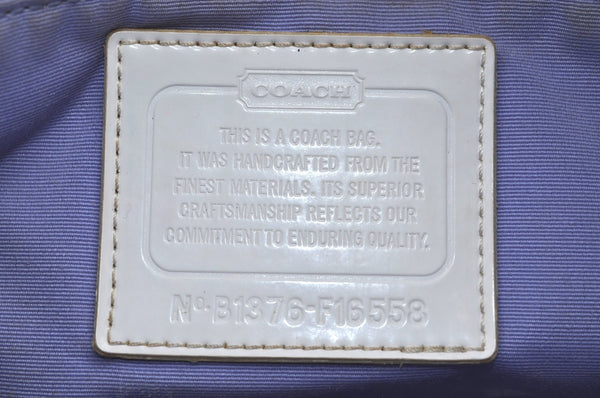 COACH
THIS IS A COACH BAG.
IT WAS HANDCRAFTED FROM THE
FINEST MATERIALS. ITS SUPERIOR
CRAFTSMANSHIP REFLECTS OUR
COMMITMENT TO ENDURING QUALITY.
No. B1376-F16558